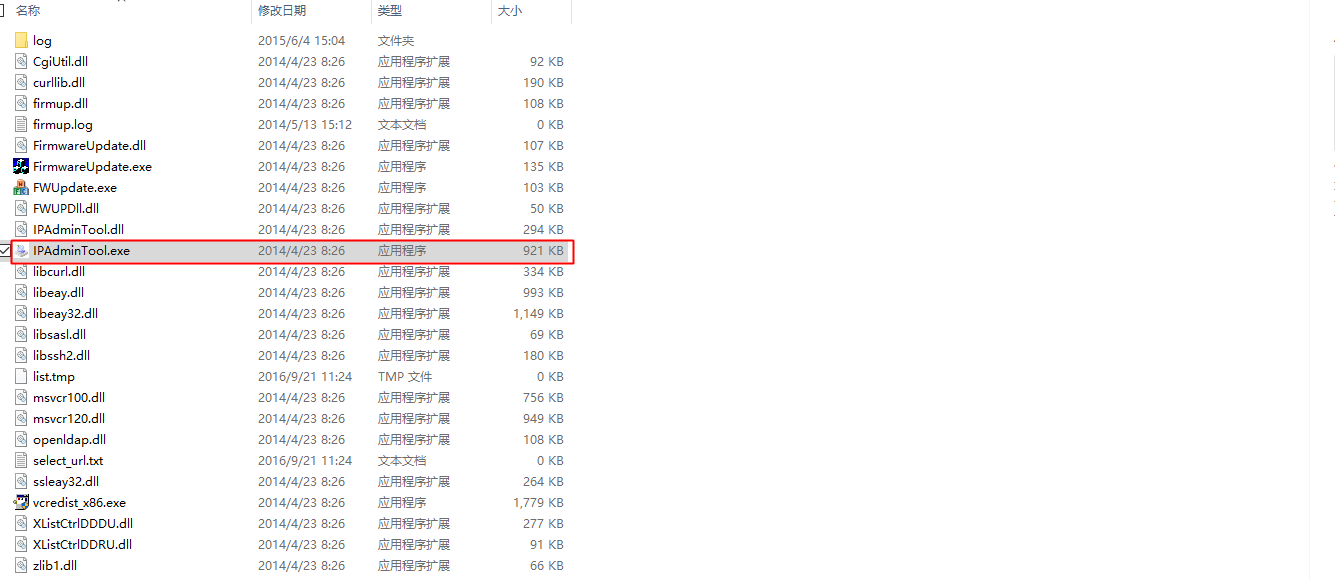 名称 修改日期 类型 大小
log 2015/6/4 15:04 文件夹
CgiUtil.dll 2014/4/23 8:26 应用程序扩展 92 KB
curllib.dll 2014/4/23 8:26 应用程序扩展 190 KB
firmup.dll 2014/4/23 8:26 应用程序扩展 108 KB
firmup.log 2014/5/13 15:12 文本文档 0 KB
FirmwareUpdate.dll 2014/4/23 8:26 应用程序扩展 107 KB
FirmwareUpdate.exe 2014/4/23 8:26 应用程序 135 KB
FWUpdate.exe 2014/4/23 8:26 应用程序 103 KB
FWUPDll.dll 2014/4/23 8:26 应用程序扩展 50 KB
IPAdminTool.dll 2014/4/23 8:26 应用程序扩展 294 KB
IPAdminTool.exe 2014/4/23 8:26 应用程序 921 KB
libcurl.dll 2014/4/23 8:26 应用程序扩展 334 KB
libeay.dll 2014/4/23 8:26 应用程序扩展 993 KB
libeay32.dll 2014/4/23 8:26 应用程序扩展 1,149 KB
libsasl.dll 2014/4/23 8:26 应用程序扩展 69 KB
libssh2.dll 2014/4/23 8:26 应用程序扩展 180 KB
list.tmp 2016/9/21 11:24 TMP 文件 0 KB
msvcr100.dll 2014/4/23 8:26 应用程序扩展 756 KB
msvcr120.dll 2014/4/23 8:26 应用程序扩展 949 KB
openldap.dll 2014/4/23 8:26 应用程序扩展 108 KB
select_url.txt 2016/9/21 11:24 文本文档 0 KB
ssleay32.dll 2014/4/23 8:26 应用程序扩展 264 KB
vcredist_x86.exe 2014/4/23 8:26 应用程序 1,779 KB
XListCtrlDDDU.dll 2014/4/23 8:26 应用程序扩展 277 KB
XListCtrlDDRU.dll 2014/4/23 8:26 应用程序扩展 91 KB
zlib1.dll 2014/4/23 8:26 应用程序扩展 66 KB